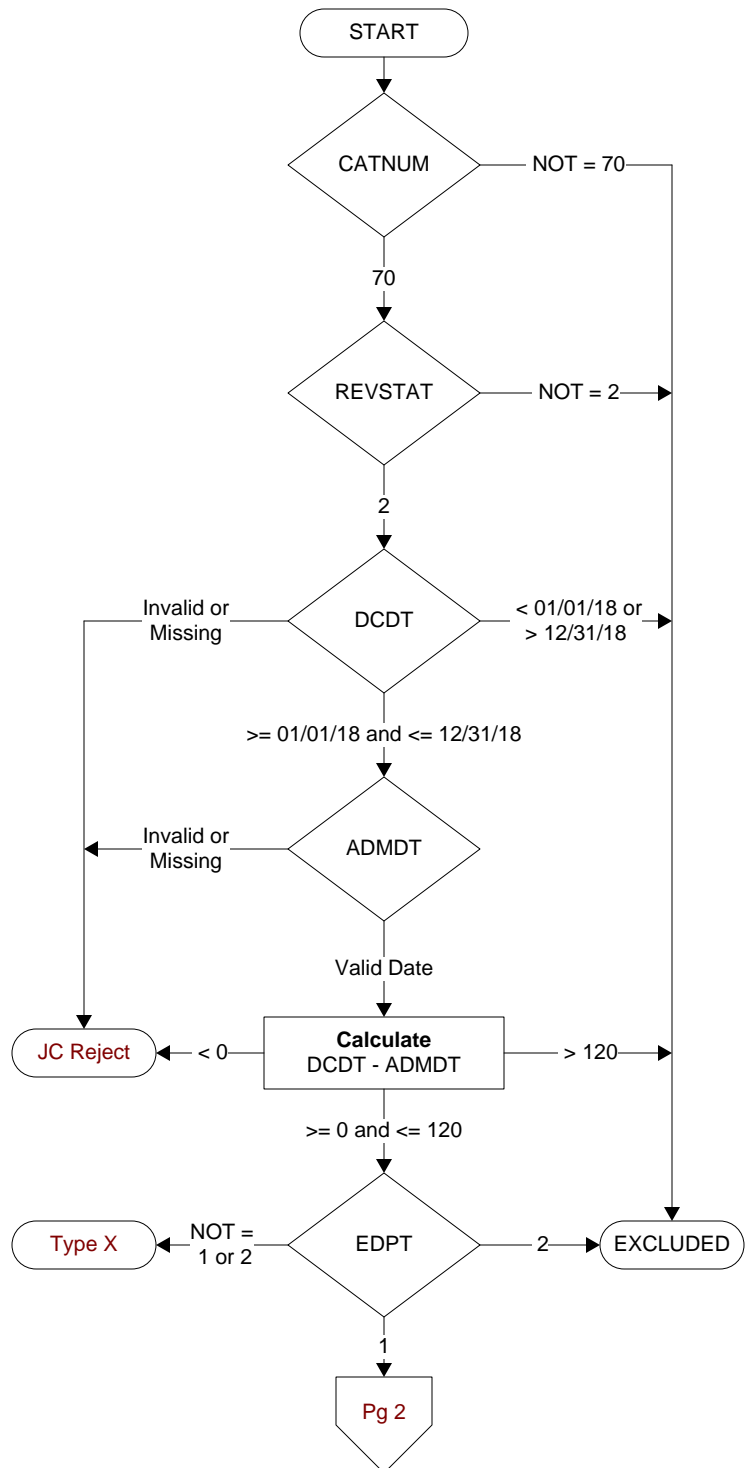 START
CATNUM
NOT = 70
70
REVSTAT
NOT = 2
2
Invalid or
Missing
DCDT
< 01/01/18 or
> 12/31/18
>= 01/01/18 and <= 12/31/18
Invalid or
Missing
ADMDT
Valid Date
JC Reject
< 0
Calculate
DCDT - ADMDT
> 120
>= 0 and <= 120
Type X
NOT =
1 or 2
EDPT
2
EXCLUDED
1
Pg 2